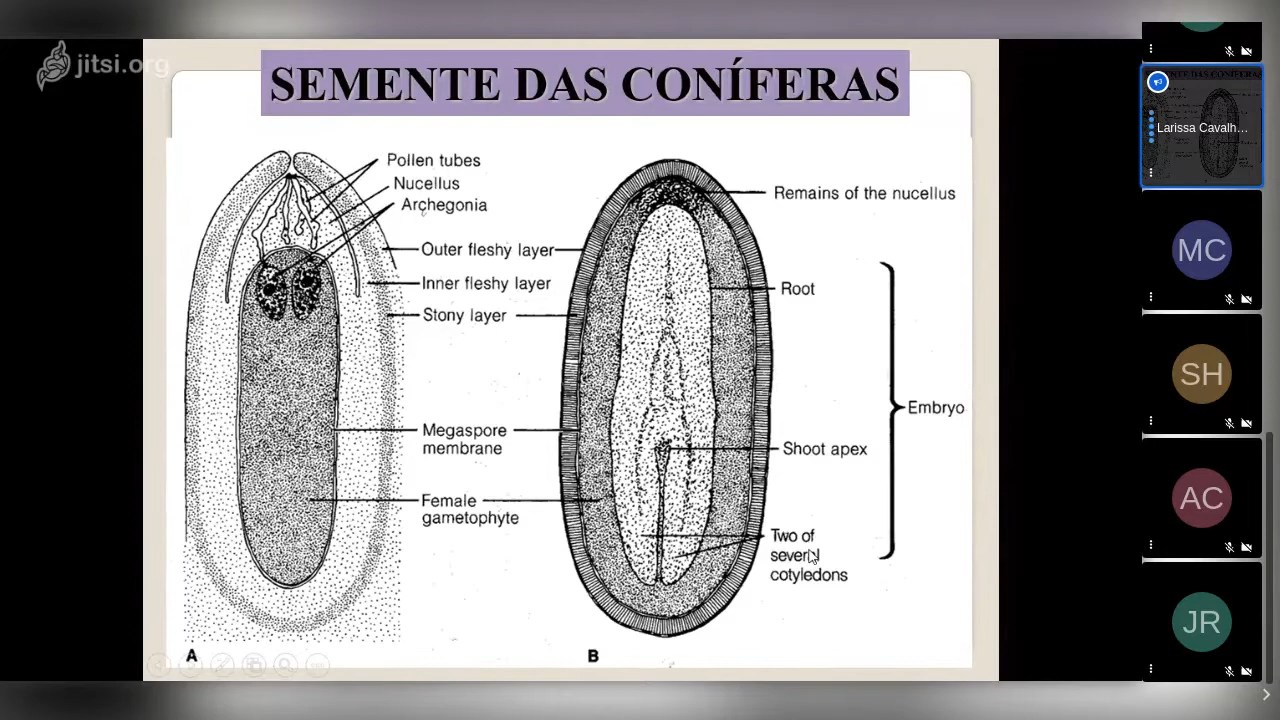 jitsi.org
SEMENTE DAS CONÍFERAS
Pollen tubes
Nucellus
Archegonia
Outer fleshy layer
Inner fleshy layer
Stony layer
Megaspore
membrane
Female
gametophyte
A
Remains of the nucellus
Root
Embryo
Shoot apex
Two of
several
cotyledons
B
Larissa Cavalh...
MC
SH
AC
JR